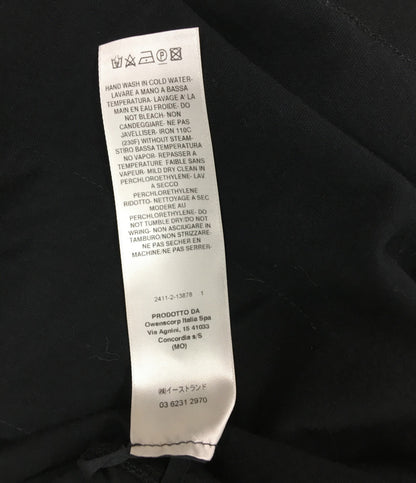 HAND WASH IN COLD WATER-
LAVARE A MANO A BASSA
TEMPERATURA- LAVAGE A' LA
MAIN EN EAU FROIDE- DO
NOT BLEACH- NON
CANDEGGIARE- NE PAS
JAVELLISER- IRON 110C
(230F) WITHOUT STEAM-
STIRO BASSA TEMPERATURA
NO VAPOR- REPASSER A
TEMPERATURE FAIBLE SANS
VAPEUR- MILD DRY CLEAN IN
PERCHLOROETHYLENE- LAV
A SECCO
PERCHLORETHYLENE
RIDOTTO- NETTOYAGE A SEC
MODERE AU
PERCHLORETHYLENE- DO
NOT TUMBLE DRY:DO NOT
WRING- NON ASCIUGARE IN
TAMBURO:NON STRIZZARE-
NE PAS SECHER EN
MACHINE:NE PAS SERRER-
2411-2-13878 1
PRODOTTO DA
Owenscorp Italia Spa
Via Agnini, 15 41033
Concordia s/S
(MO)
㈱イーストランド
03 6231 2970